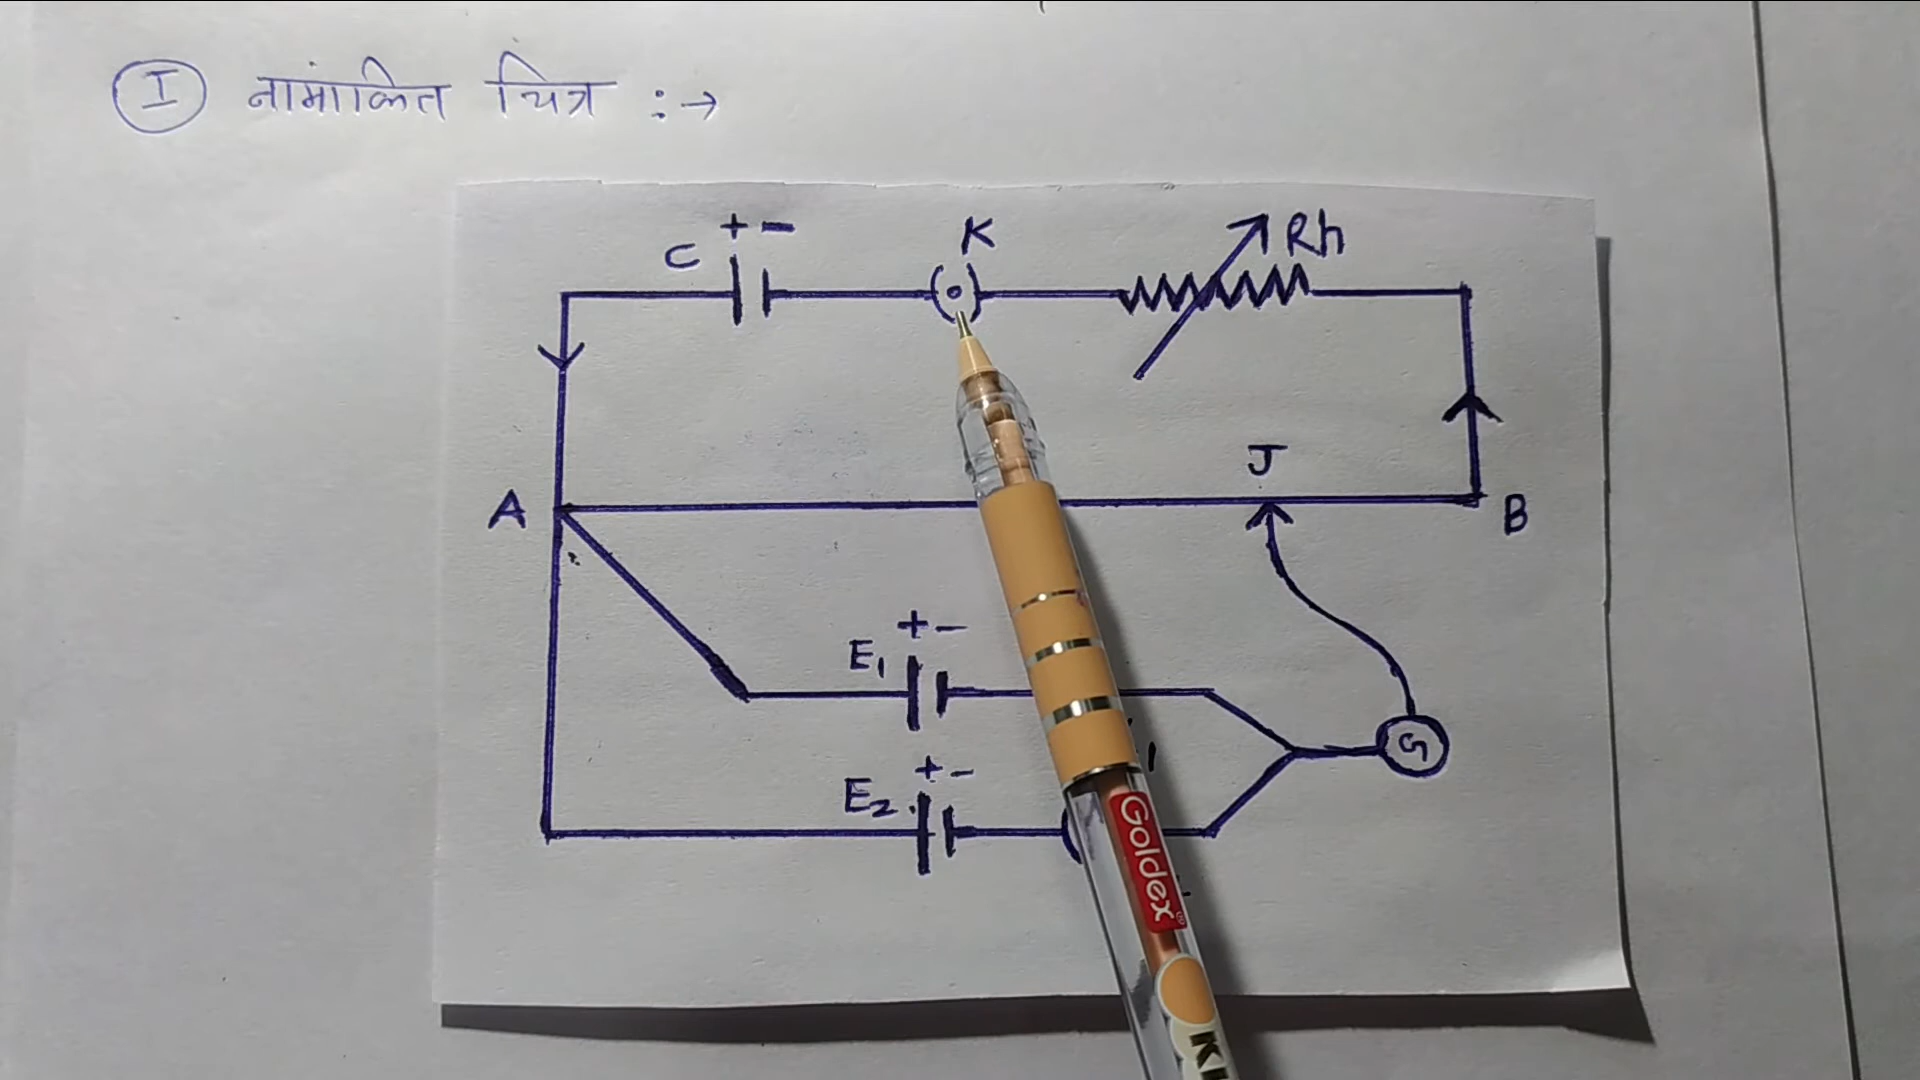 I नामांकित चित्र :→
+ -
C
K
Rh
A
J
B
+ -
E₁
G
+ -
E₂
Goldex®